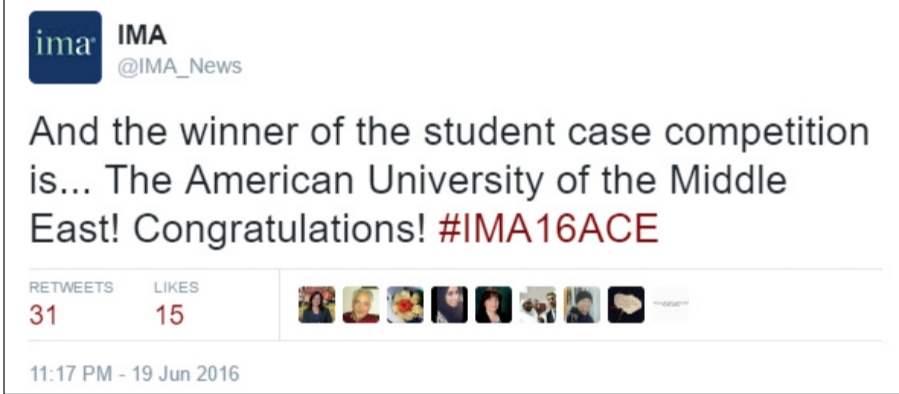 ima
IMA
@IMA_News
And the winner of the student case competition
is... The American University of the Middle
East! Congratulations! #IMA16ACE
RETWEETS LIKES
31 15
11:17 PM - 19 Jun 2016